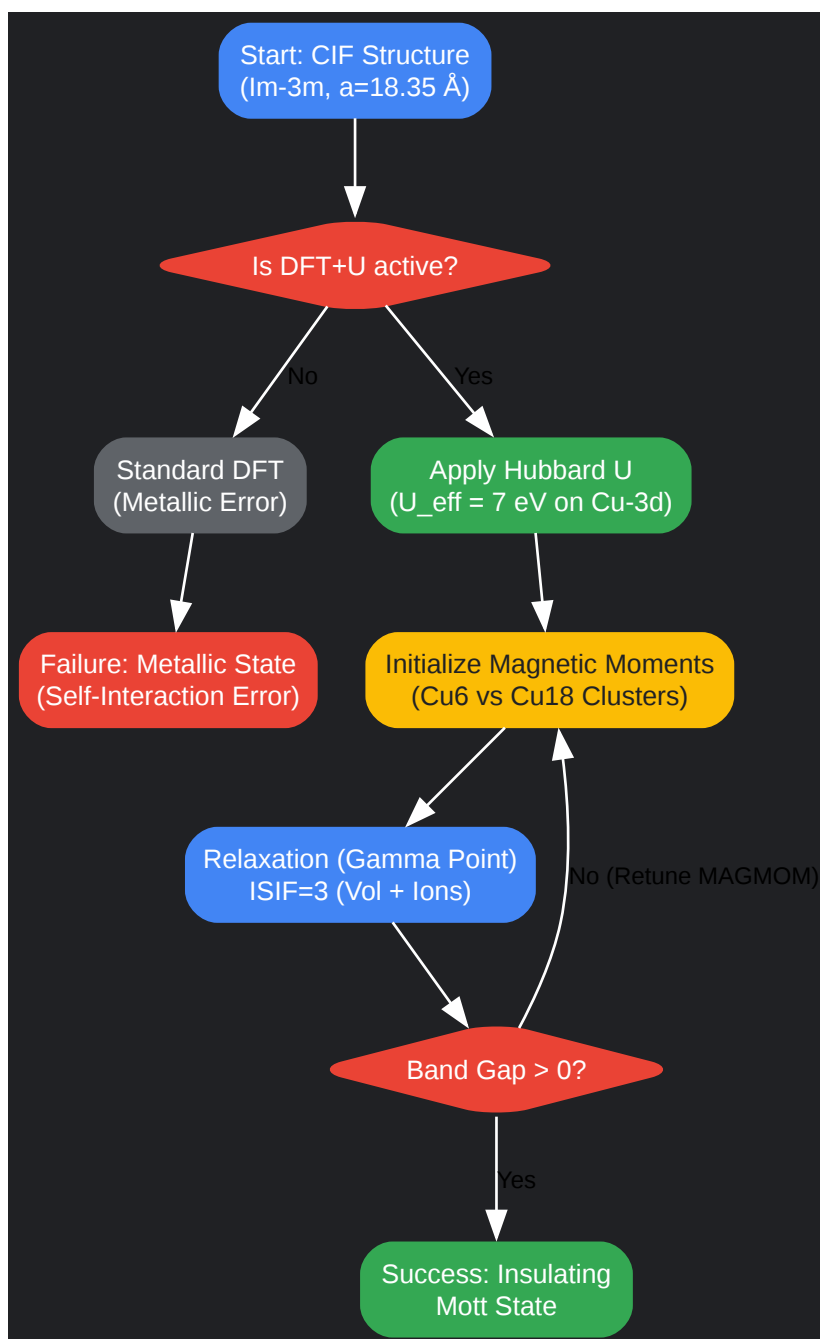 Start: CIF Structure
(Im-3m, a=18.35 Å)
Is DFT+U active?
No
Yes
Standard DFT
(Metallic Error)
Apply Hubbard U
(U_eff = 7 eV on Cu-3d)
Failure: Metallic State
(Self-Interaction Error)
Initialize Magnetic Moments
(Cu6 vs Cu18 Clusters)
Relaxation (Gamma Point)
ISIF=3 (Vol + Ions)
No (Retune MAGMOM)
Band Gap > 0?
Yes
Success: Insulating
Mott State